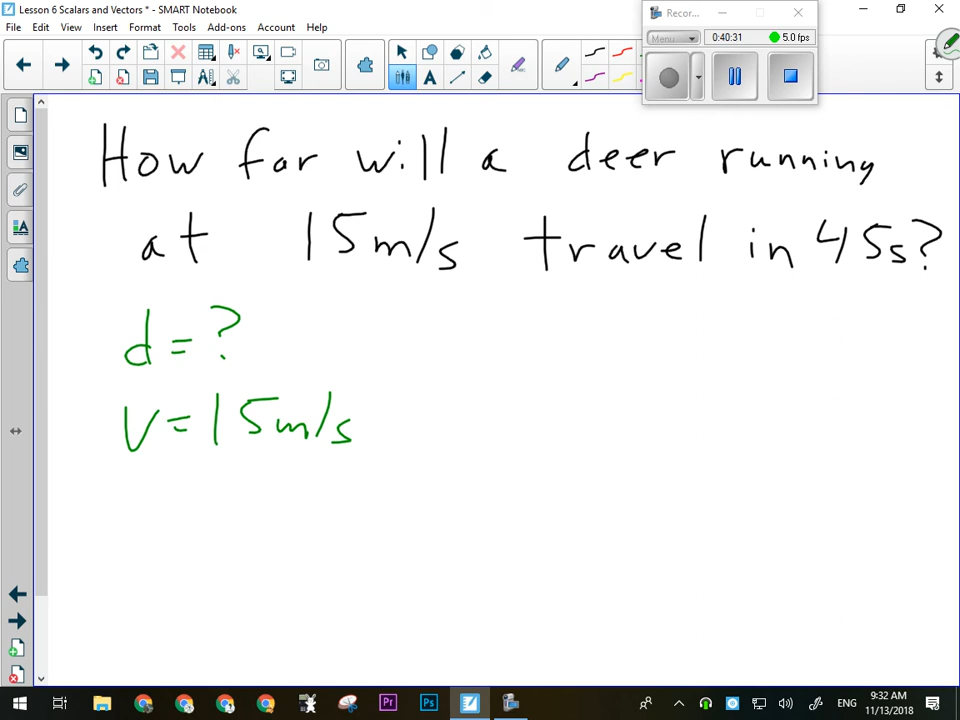 Lesson 6 Scalars and Vectors * - SMART Notebook
File Edit View Insert Format Tools Add-ons Account Help
Recor...
Menu
0:40:31
5.0 fps
How far will a deer running
at 15m/s travel in 45s?
d = ?
v = 15m/s
Pr
Ps
ENG
9:32 AM
11/13/2018